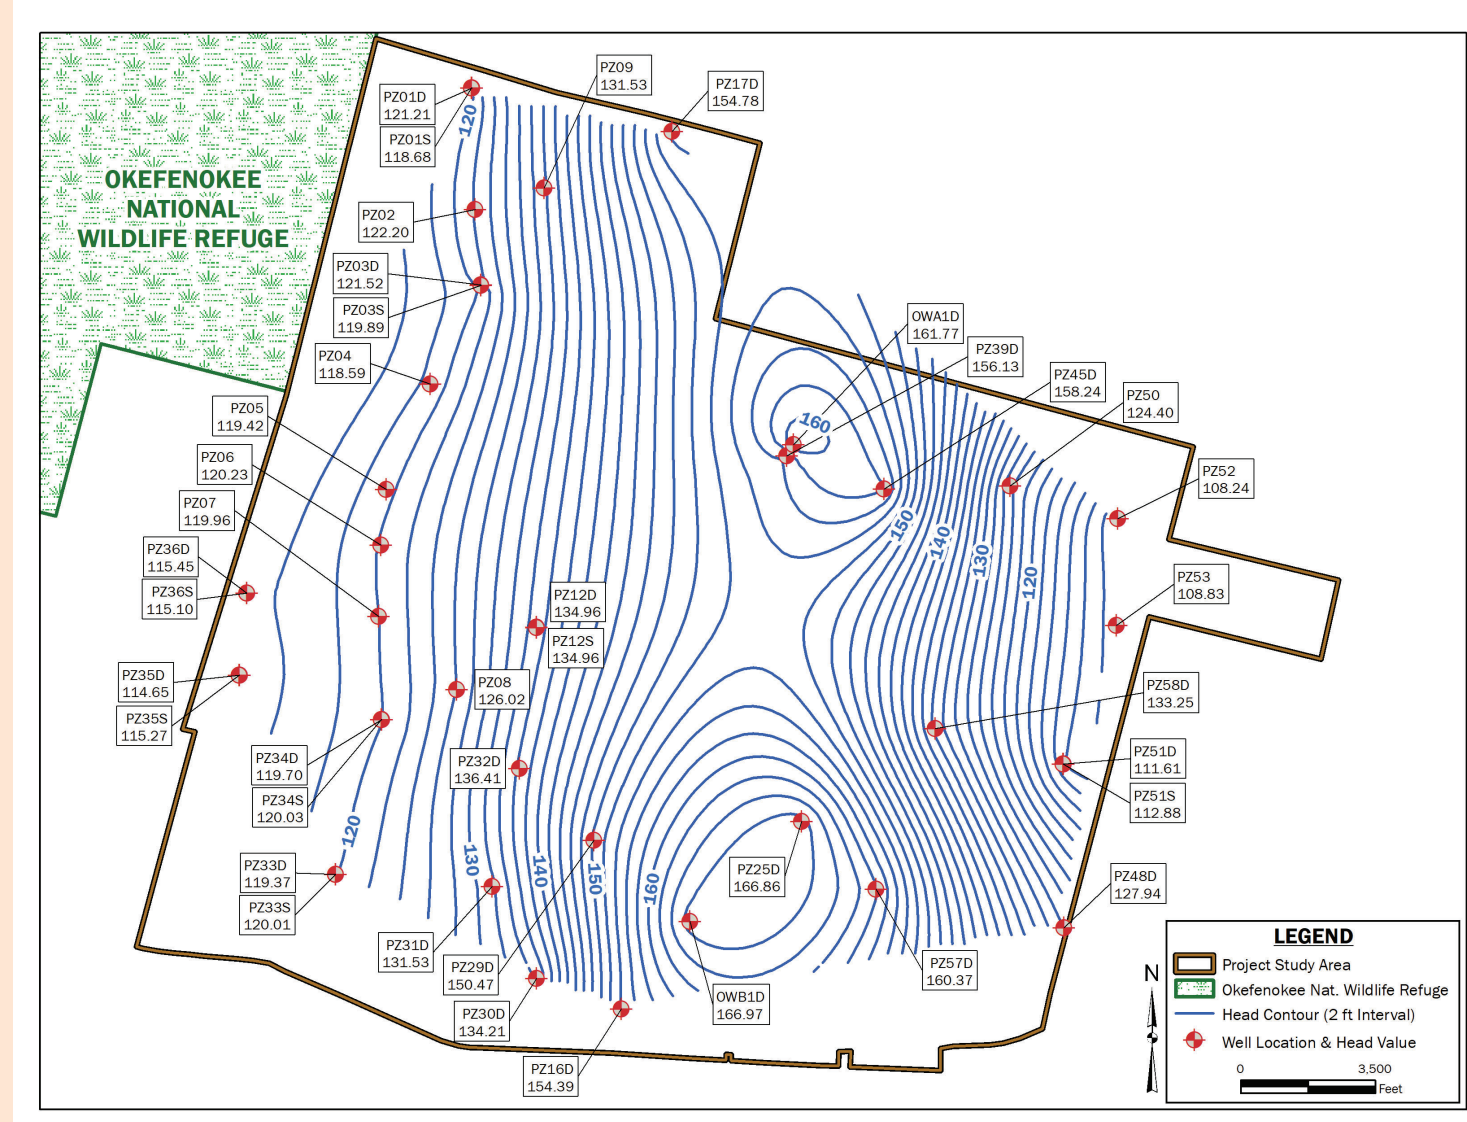 PZ09
131.53
PZ17D
154.78
PZ01D
121.21
PZ01S
118.68
120
OKEFENOKEE
NATIONAL
WILDLIFE REFUGE
PZ02
122.20
PZ03D
121.52
PZ03S
119.89
PZ04
118.59
OWA1D
161.77
PZ39D
156.13
PZ45D
158.24
PZ50
124.40
PZ05
119.42
160
PZ06
120.23
PZ52
108.24
PZ07
119.96
150
140
130
120
PZ36D
115.45
PZ36S
115.10
PZ53
108.83
PZ12D
134.96
PZ12S
134.96
PZ35D
114.65
PZ35S
115.27
PZ08
126.02
PZ58D
133.25
PZ34D
119.70
PZ34S
120.03
PZ32D
136.41
PZ51D
111.61
PZ51S
112.88
120
130
140
150
160
PZ33D
119.37
PZ33S
120.01
PZ25D
166.86
PZ48D
127.94
PZ31D
131.53
PZ29D
150.47
PZ30D
134.21
PZ57D
160.37
OWB1D
166.97
PZ16D
154.39
N
LEGEND
Project Study Area
Okefenokee Nat. Wildlife Refuge
Head Contour (2 ft Interval)
Well Location & Head Value
0 3,500
Feet